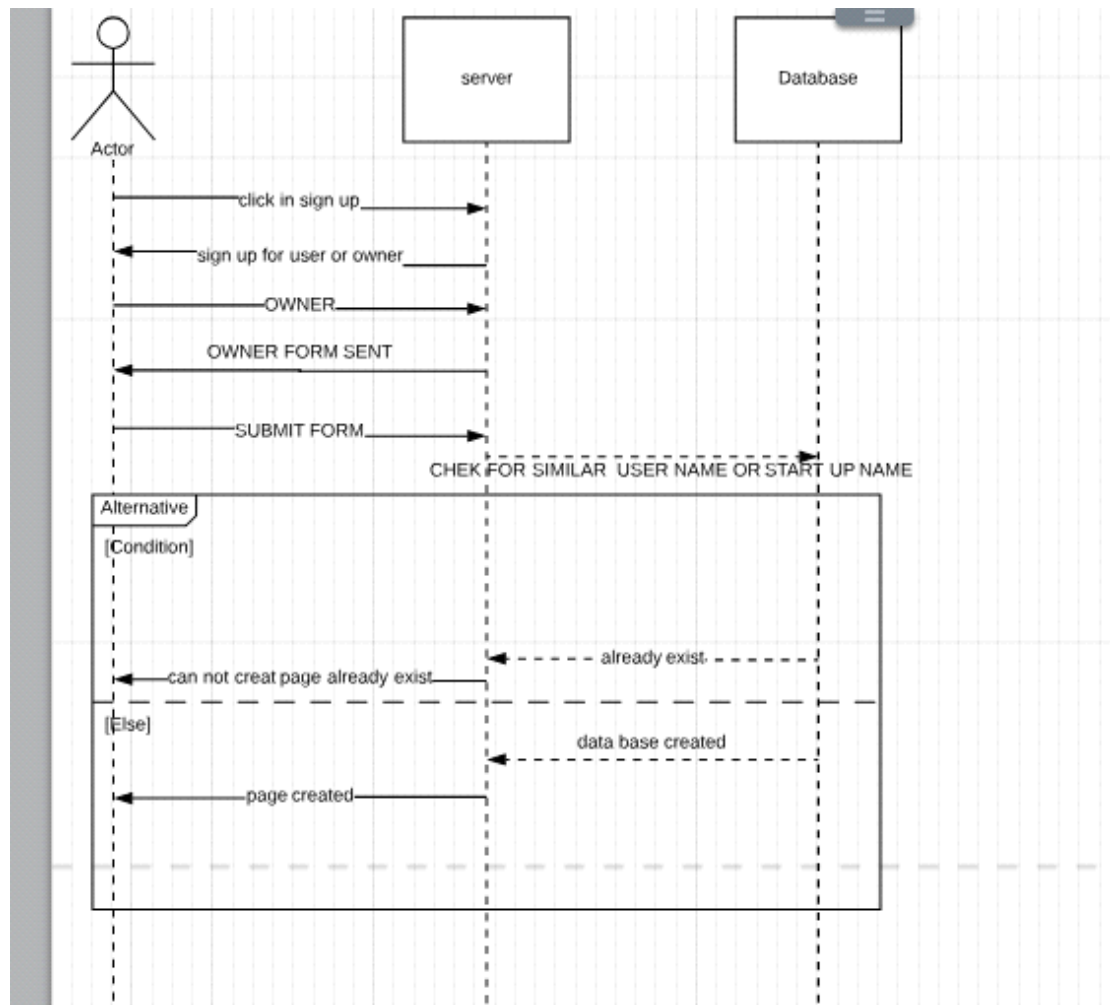 server
Database
Actor
click in sign up
sign up for user or owner
OWNER
OWNER FORM SENT
SUBMIT FORM
CHEK FOR SIMILAR USER NAME OR START UP NAME
Alternative
[Condition]
already exist
can not creat page already exist
[Else]
data base created
page created